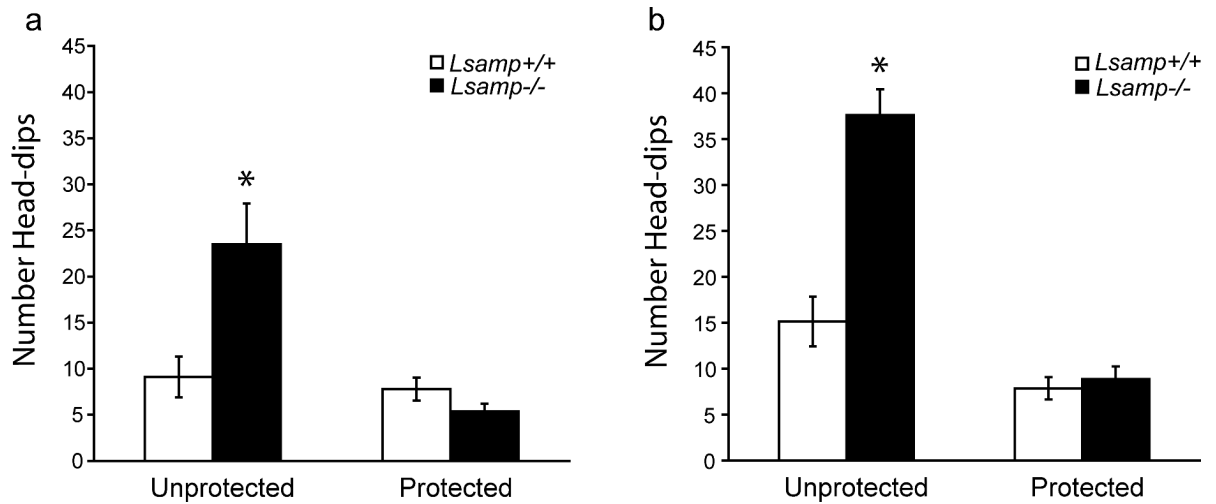 a
Number Head-dips
45
40
35
30
25
20
15
10
5
0
Lsamp+/+
Lsamp-/-
*
Unprotected Protected
b
Number Head-dips
45
40
35
30
25
20
15
10
5
0
Lsamp+/+
Lsamp-/-
*
Unprotected Protected